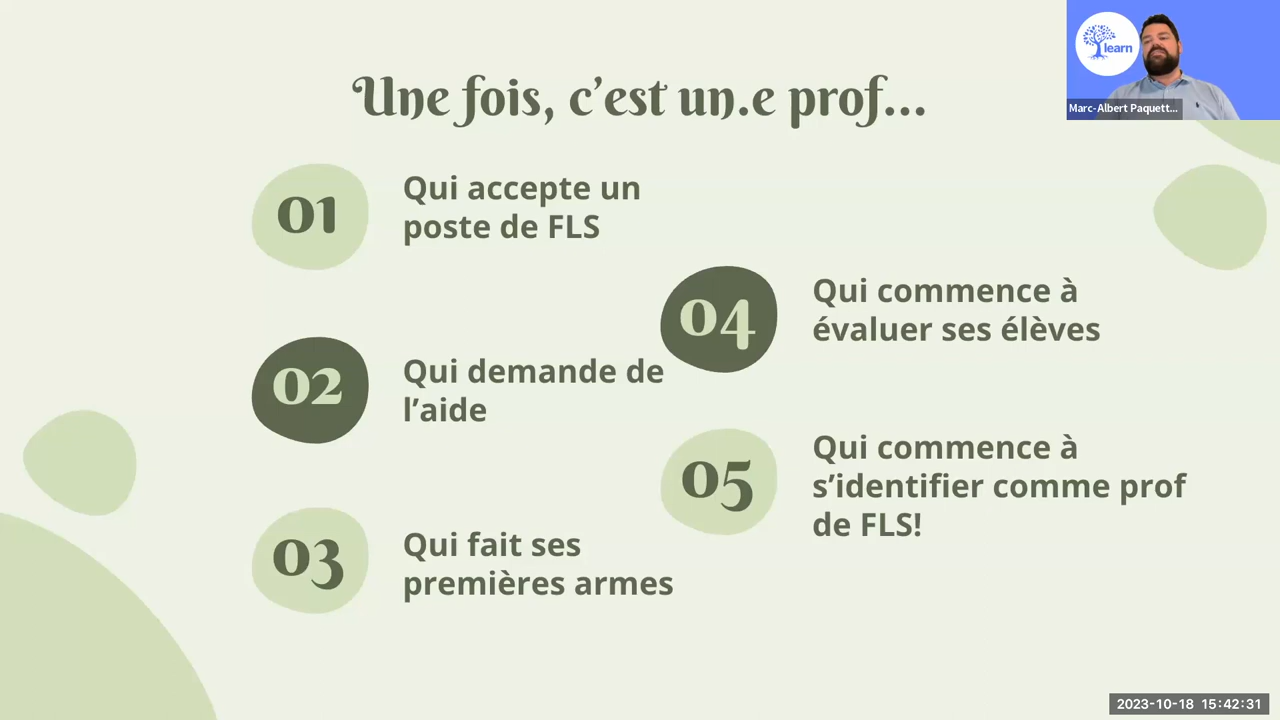 Une fois, c’est un.e prof...
01
Qui accepte un
poste de FLS
02
Qui demande de
l’aide
03
Qui fait ses
premières armes
04
Qui commence à
évaluer ses élèves
05
Qui commence à
s’identifier comme prof
de FLS!
learn
Marc-Albert Paquett...
2023-10-18 15:42:31